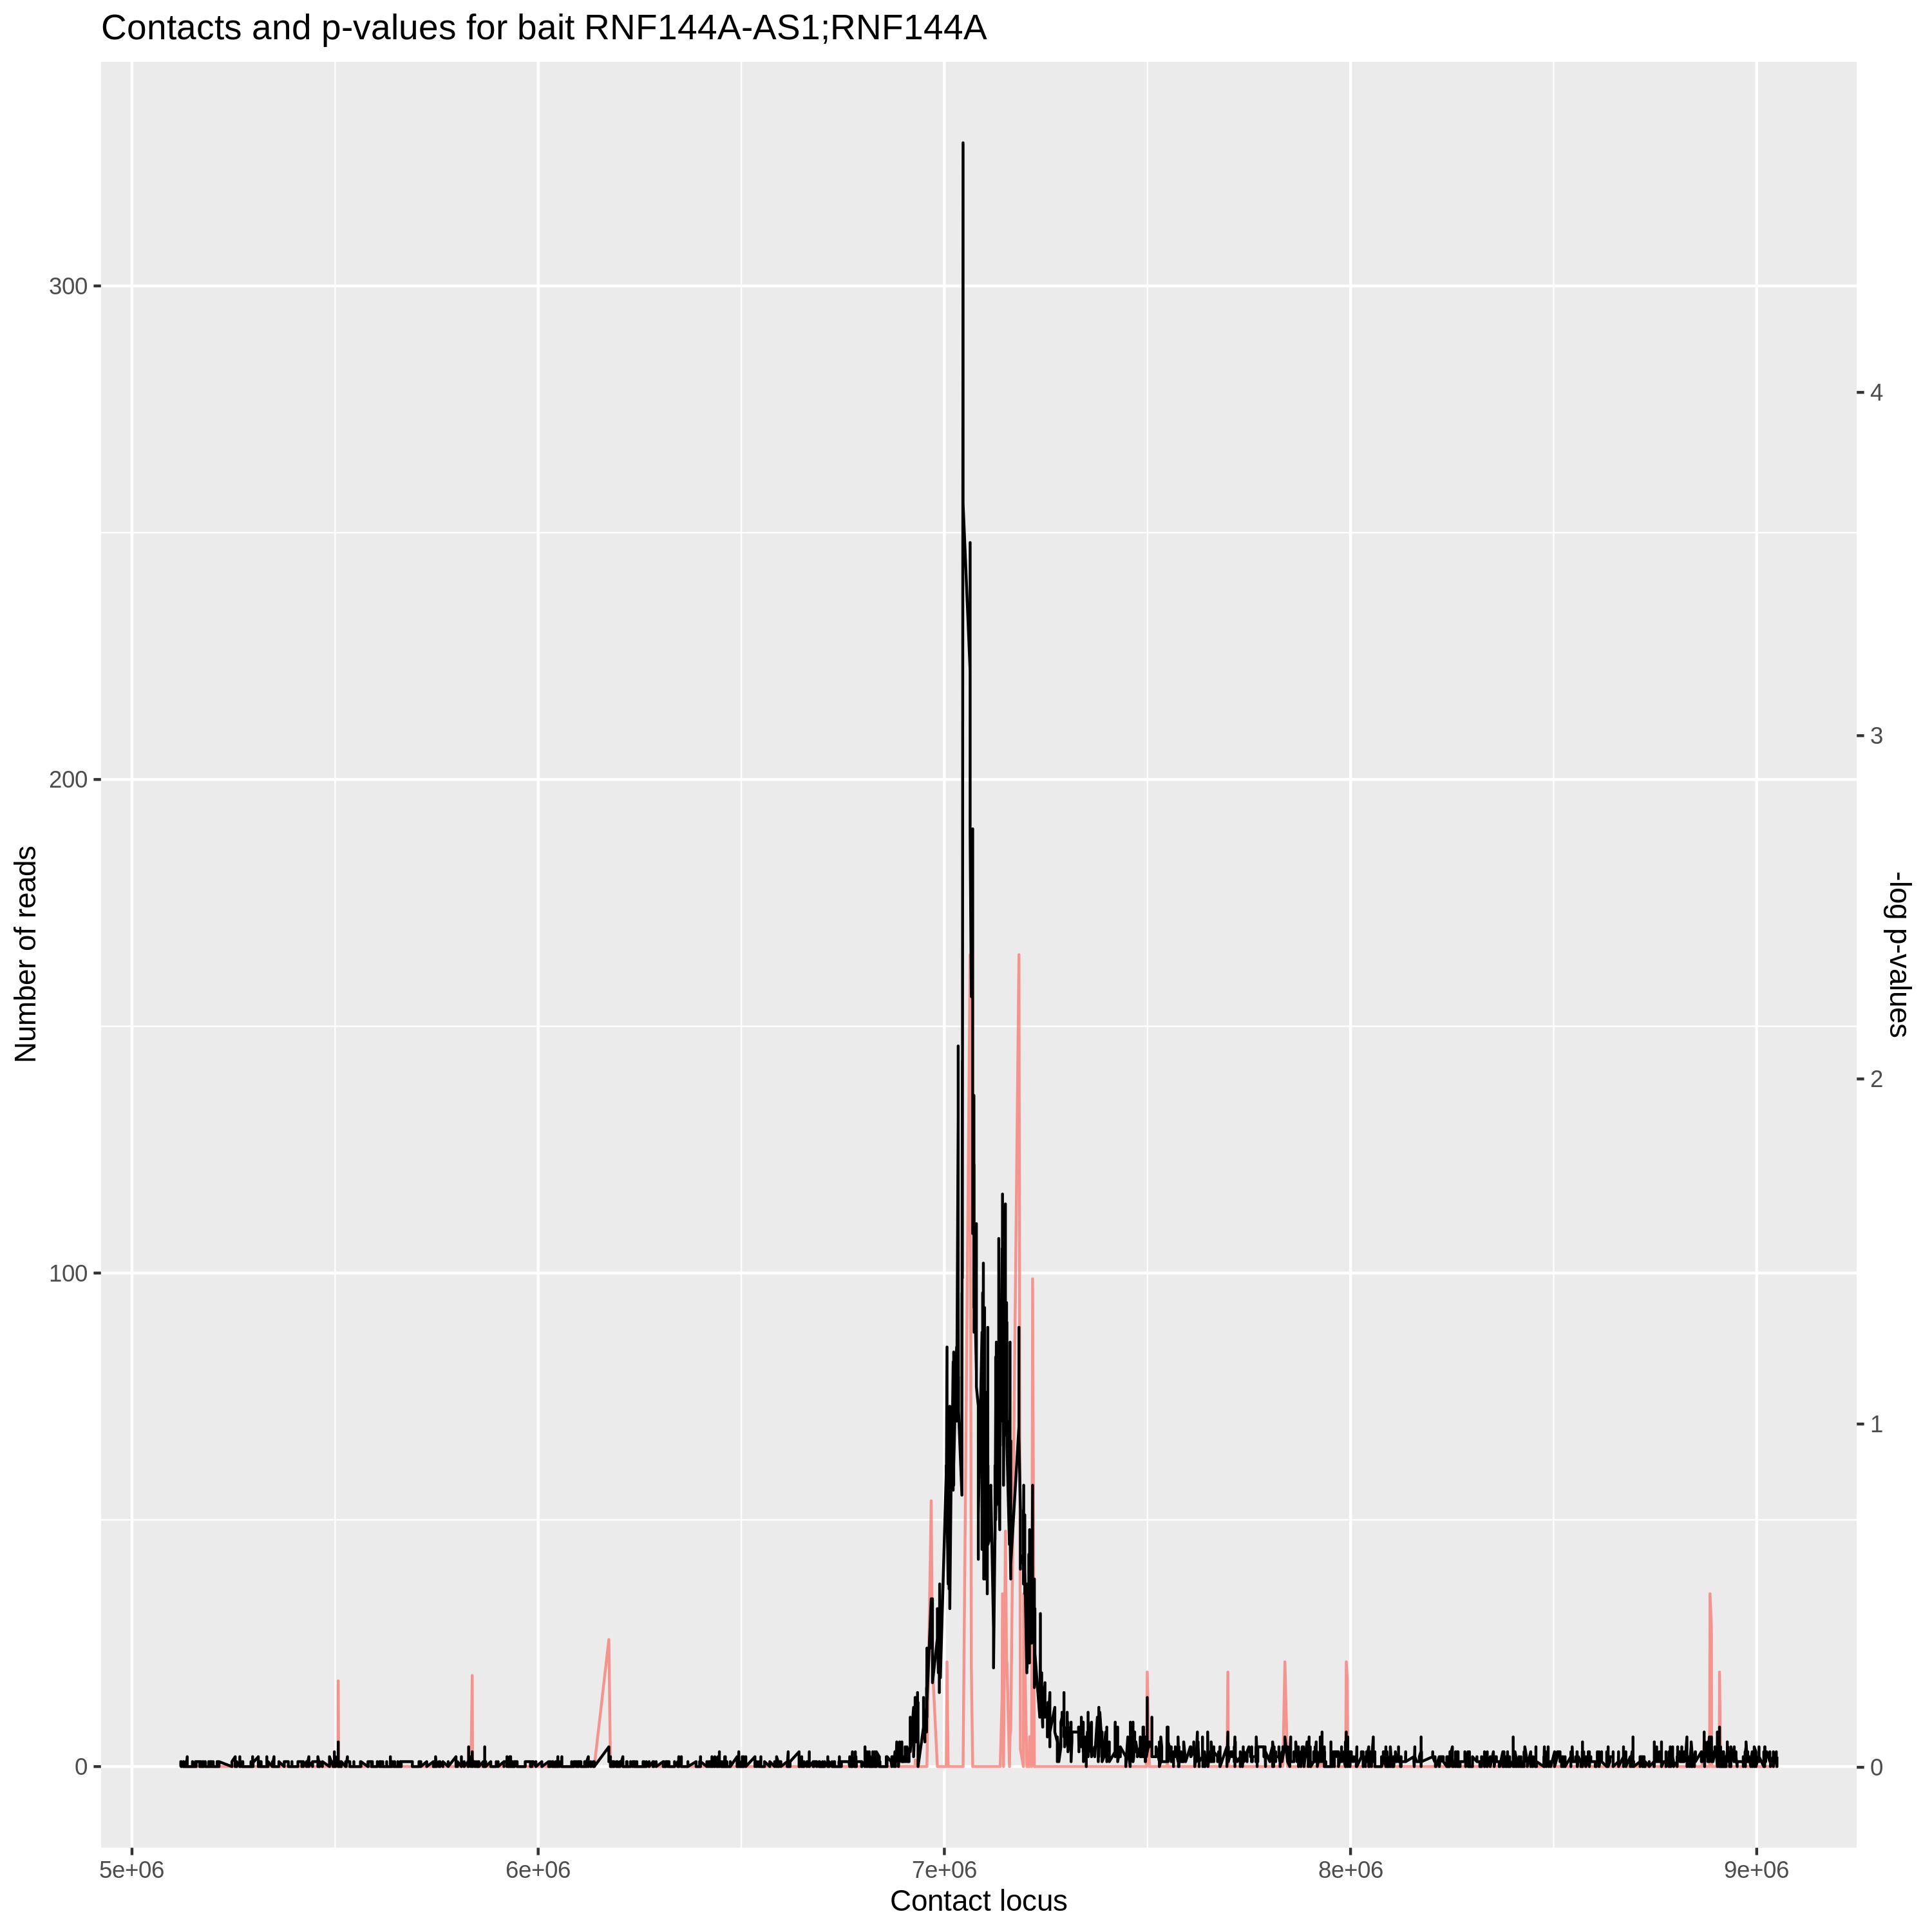 Contacts and p-values for bait RNF144A-AS1;RNF144A
Number of reads
300
200
100
0
4
3
2
1
0
-log p-values
5e+06 6e+06 7e+06 8e+06 9e+06
Contact locus